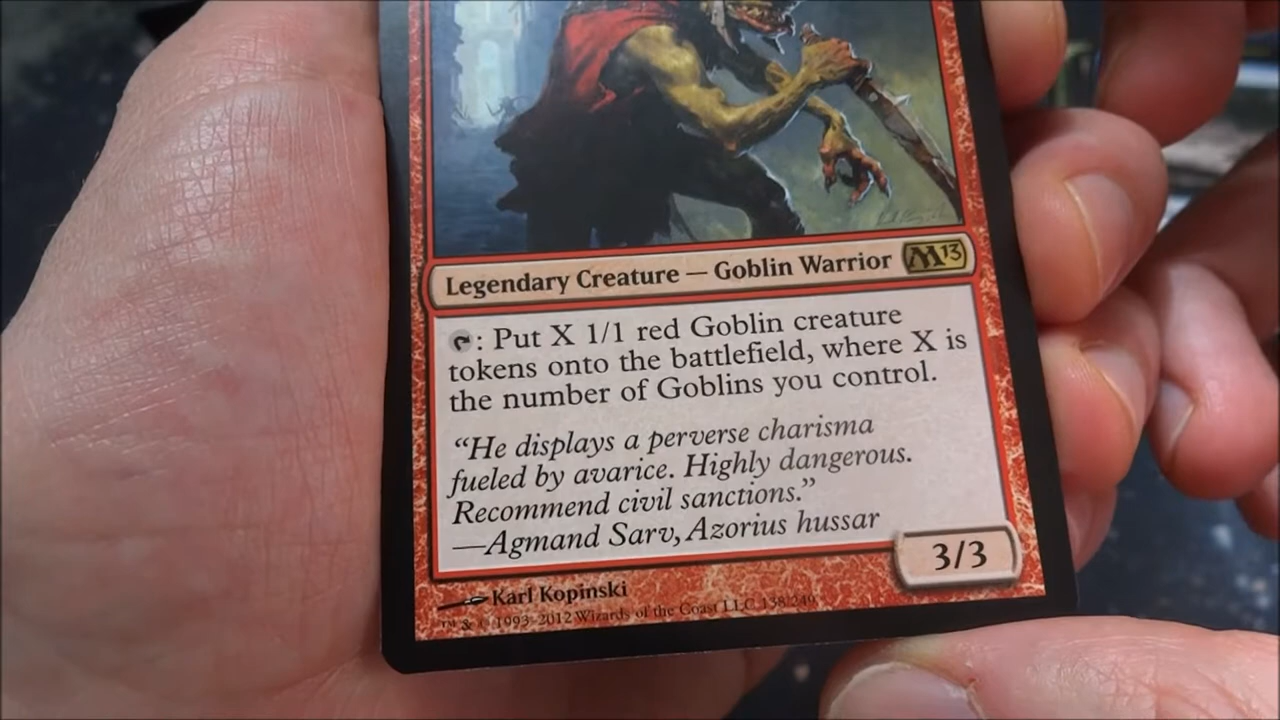 Legendary Creature — Goblin Warrior M13
: Put X 1/1 red Goblin creature
tokens onto the battlefield, where X is
the number of Goblins you control.
“He displays a perverse charisma
fueled by avarice. Highly dangerous.
Recommend civil sanctions.”
—Agmand Sarv, Azorius hussar
3/3
Karl Kopinski
™ & © 1993–2012 Wizards of the Coast LLC 138/249